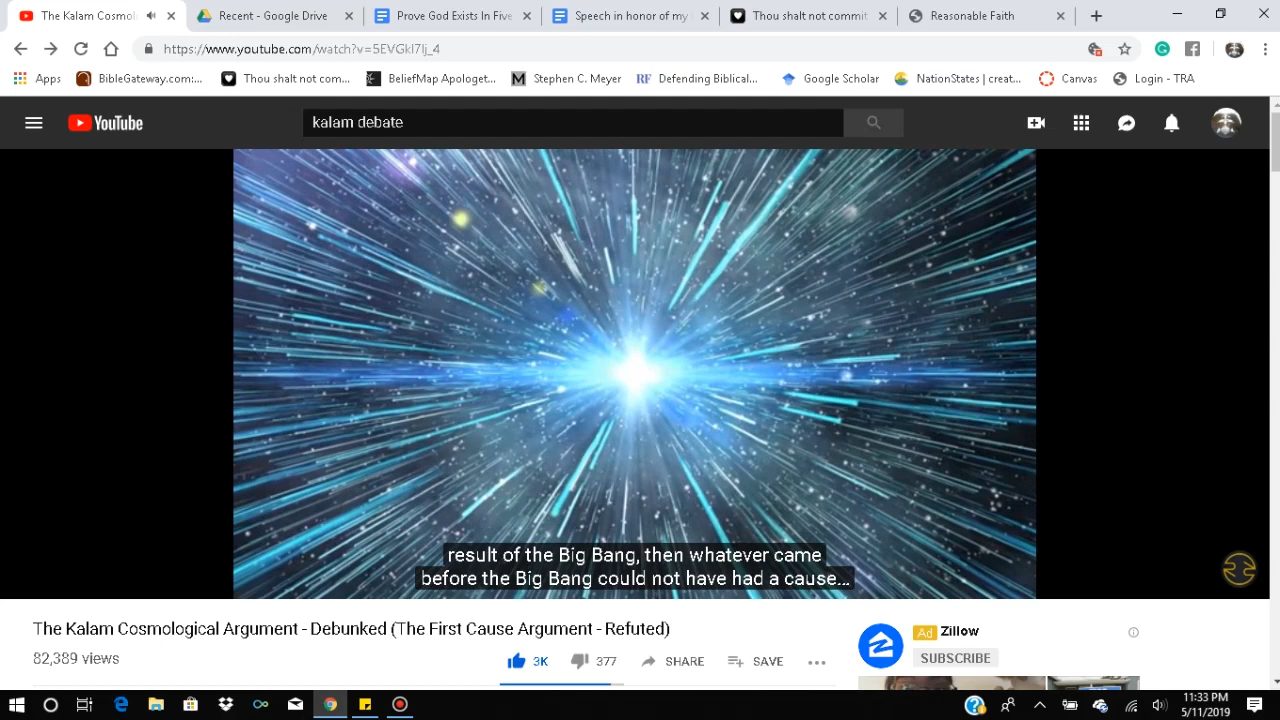 The Kalam Cosmol
Recent - Google Drive
Prove God Exists In Five
Speech in honor of my
Thou shalt not commit
Reasonable Faith
https://www.youtube.com/watch?v=5EVGkl7Ij_4
Apps
BibleGateway.com:...
Thou shalt not com...
BeliefMap Apologet...
M
Stephen C. Meyer
RF
Defending Biblical...
Google Scholar
NationStates | creat...
Canvas
Login - TRA
YouTube
kalam debate
result of the Big Bang, then whatever came
before the Big Bang could not have had a cause...
The Kalam Cosmological Argument - Debunked (The First Cause Argument - Refuted)
82,389 views
3K
377
SHARE
SAVE
Ad
Zillow
SUBSCRIBE
11:33 PM
5/11/2019